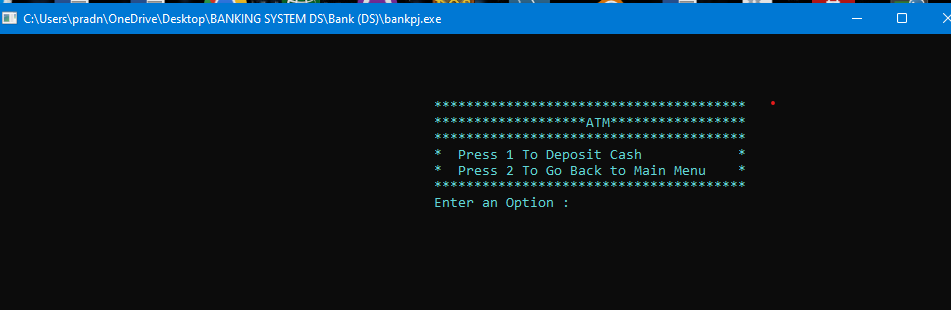 C:\Users\pradn\OneDrive\Desktop\BANKING SYSTEM DS\Bank (DS)\bankpj.exe
***************************************
*******************ATM*****************
***************************************
*  Press 1 To Deposit Cash            *
*  Press 2 To Go Back to Main Menu    *
***************************************
Enter an Option :